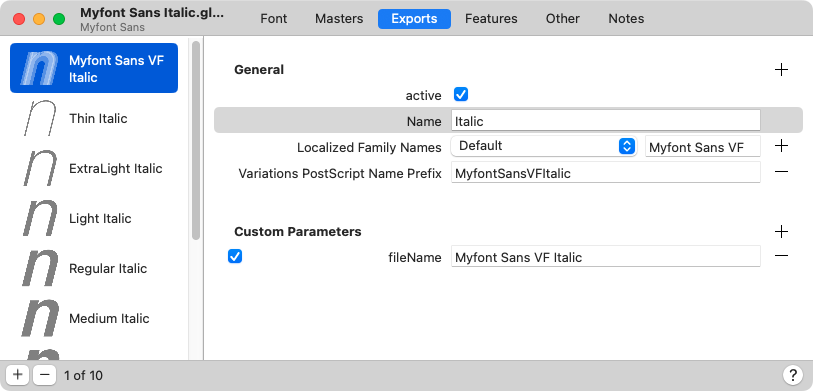 Myfont Sans Italic.gl...
Myfont Sans
Font
Masters
Exports
Features
Other
Notes
Myfont Sans VF
Italic
Thin Italic
ExtraLight Italic
Light Italic
Regular Italic
Medium Italic
General
active
Name
Italic
Localized Family Names
Default
Myfont Sans VF
Variations PostScript Name Prefix
MyfontSansVFItalic
Custom Parameters
fileName
Myfont Sans VF Italic
1 of 10
?